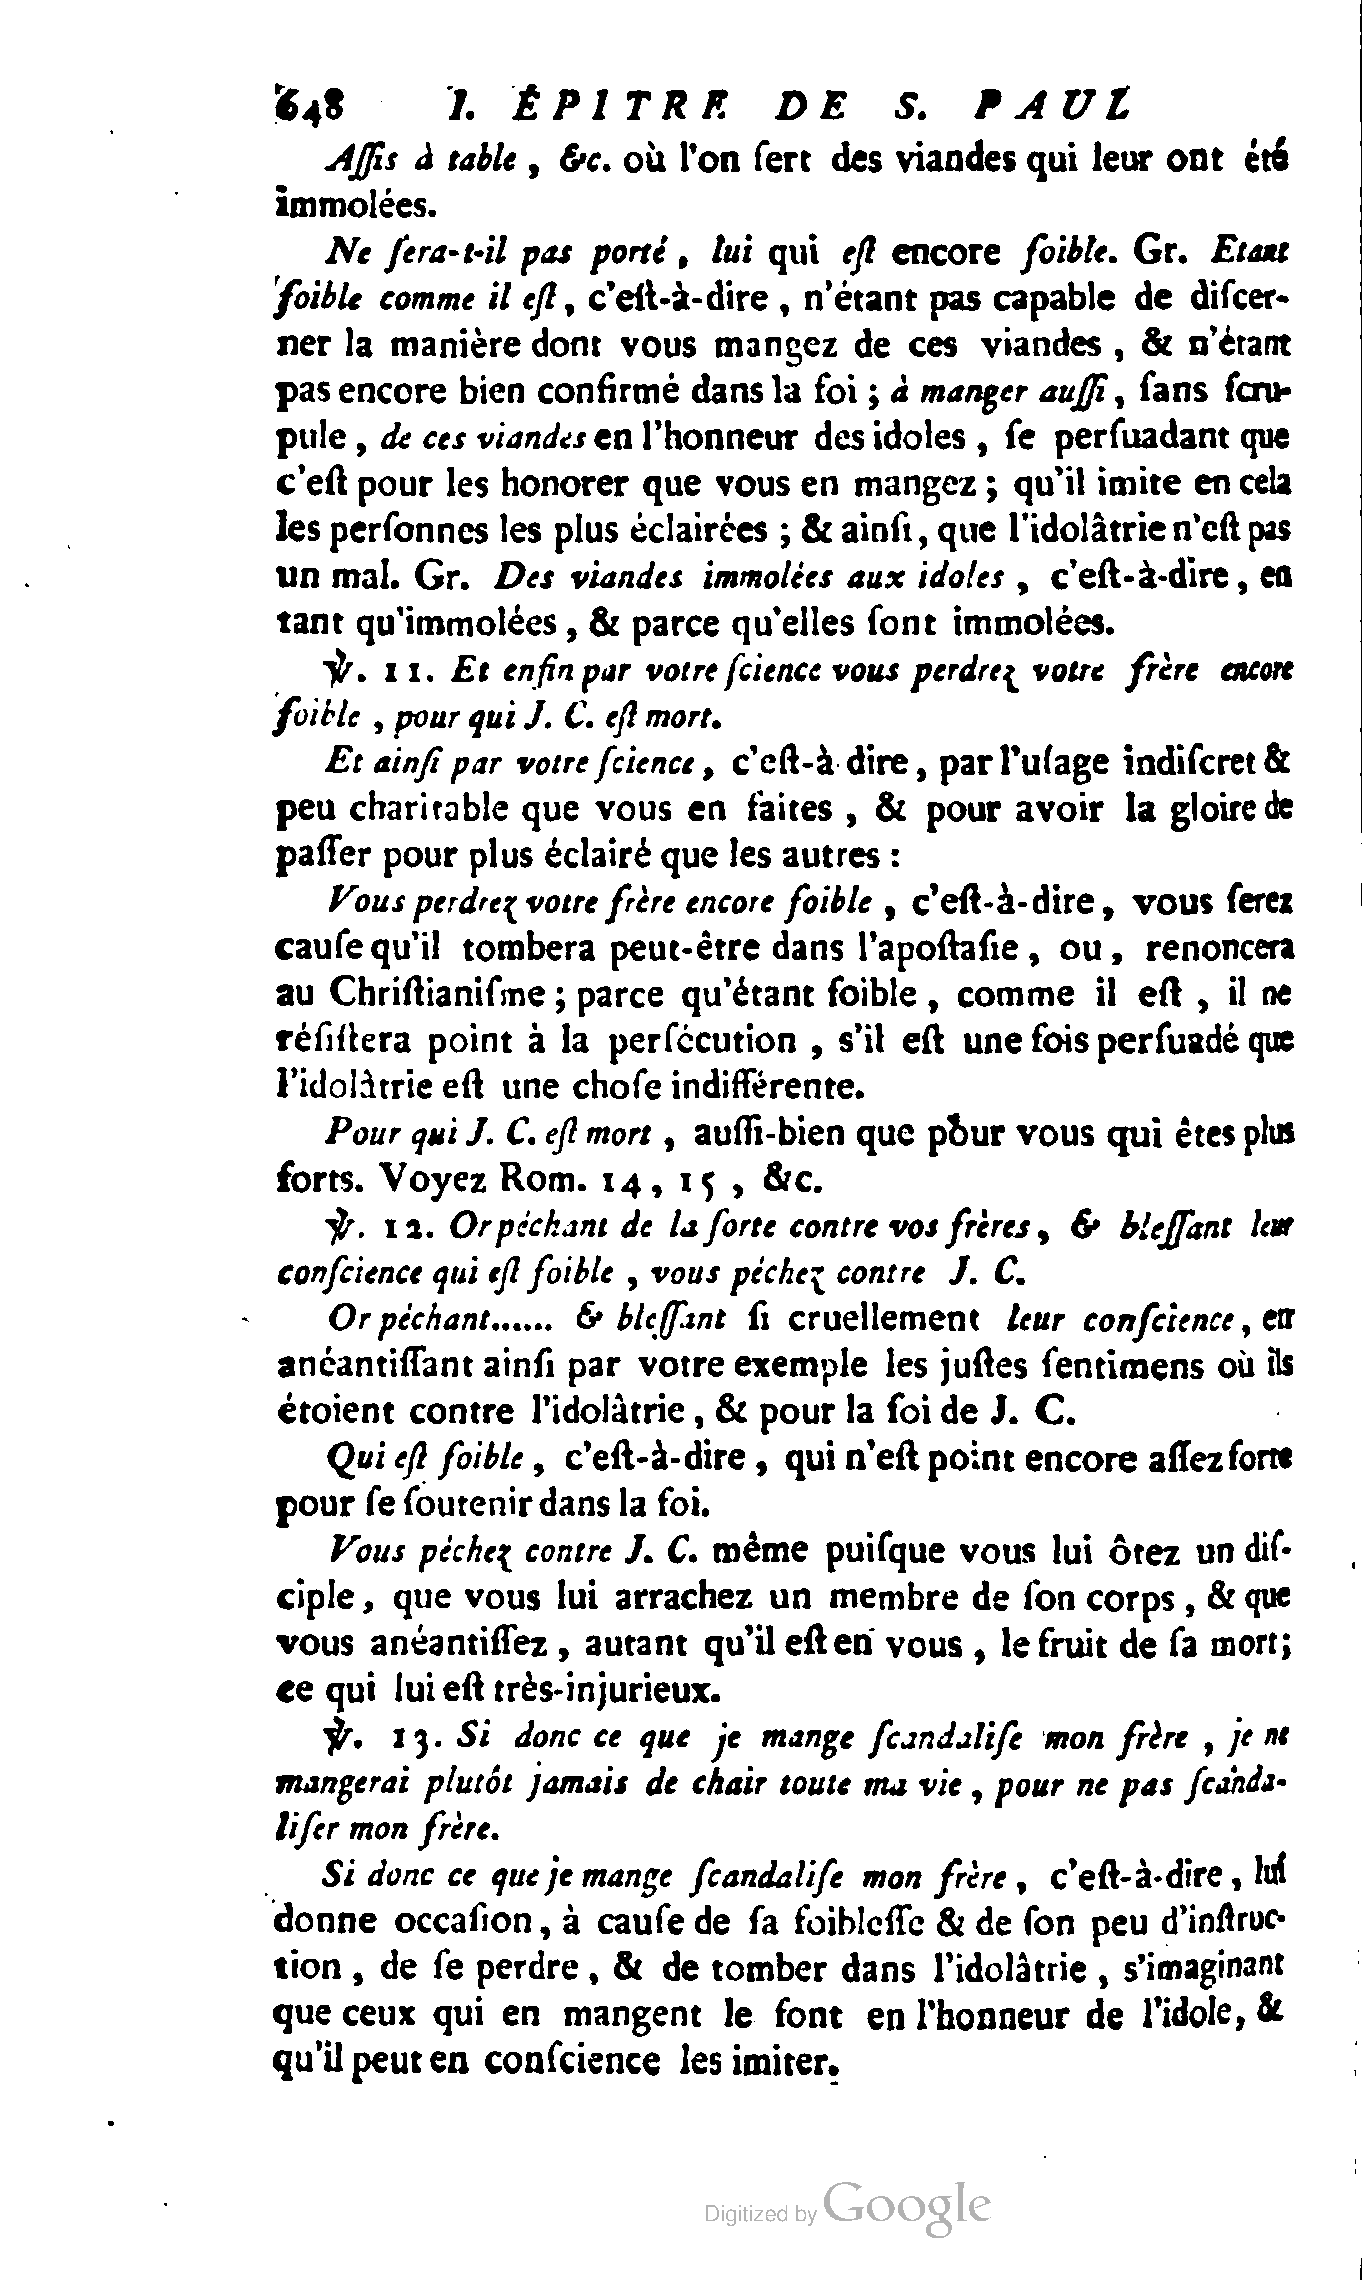 648 I. ÉPITRE DE S. PAUL
Aſſis à table, &c. où l'on ſert des viandes qui leur ont été
immolées.
Ne ſera-t-il pas porté, lui qui eſt encore foible. Gr. Etant
foible comme il eſt, c'eſt-à-dire, n'étant pas capable de diſcer-
ner la manière dont vous mangez de ces viandes, & n'étant
pas encore bien confirmé dans la foi; à manger auſſi, ſans ſcru-
pule, de ces viandes en l'honneur des idoles, ſe perſuadant que
c'eſt pour les honorer que vous en mangez; qu'il imite en cela
les perſonnes les plus éclairées; & ainſi, que l'idolâtrie n'eſt pas
un mal. Gr. Des viandes immolées aux idoles, c'eſt-à-dire, en
tant qu'immolées, & parce qu'elles ſont immolées.
℣. 11. Et enfin par votre ſcience vous perdrez votre frère encore
foible, pour qui J. C. eſt mort.
Et ainſi par votre ſcience, c'eſt-à dire, par l'uſage indiſcret &
peu charitable que vous en faites, & pour avoir la gloire de
paſſer pour plus éclairé que les autres :
Vous perdrez votre frère encore foible, c'eſt-à-dire, vous ſerez
cauſe qu'il tombera peut-être dans l'apoſtaſie, ou, renoncera
au Chriſtianiſme; parce qu'étant foible, comme il eſt, il ne
réſiſtera point à la perſécution, s'il eſt une fois perſuadé que
l'idolâtrie eſt une choſe indifférente.
Pour qui J. C. eſt mort, auſſi-bien que pour vous qui êtes plus
forts. Voyez Rom. 14, 15, &c.
℣. 12. Or péchant de la ſorte contre vos frères, & bleſſant leur
conſcience qui eſt foible, vous péchez contre J. C.
Or péchant...... & bleſſant ſi cruellement leur conſcience, en
anéantiſſant ainſi par votre exemple les juſtes ſentimens où ils
étoient contre l'idolâtrie, & pour la foi de J. C.
Qui eſt foible, c'eſt-à-dire, qui n'eſt point encore aſſez forte
pour ſe ſoutenir dans la foi.
Vous péchez contre J. C. même puiſque vous lui ôtez un diſ-
ciple, que vous lui arrachez un membre de ſon corps, & que
vous anéantiſſez, autant qu'il eſt en vous, le fruit de ſa mort;
ce qui lui eſt très-injurieux.
℣. 13. Si donc ce que je mange ſcandaliſe mon frère, je ne
mangerai plutôt jamais de chair toute ma vie, pour ne pas ſcanda-
liſer mon frère.
Si donc ce que je mange ſcandaliſe mon frère, c'eſt-à-dire, lui
donne occaſion, à cauſe de ſa foibleſſe & de ſon peu d'inſtruc-
tion, de ſe perdre, & de tomber dans l'idolâtrie, s'imaginant
que ceux qui en mangent le font en l'honneur de l'idole, &
qu'il peut en conſcience les imiter.
Digitized by Google